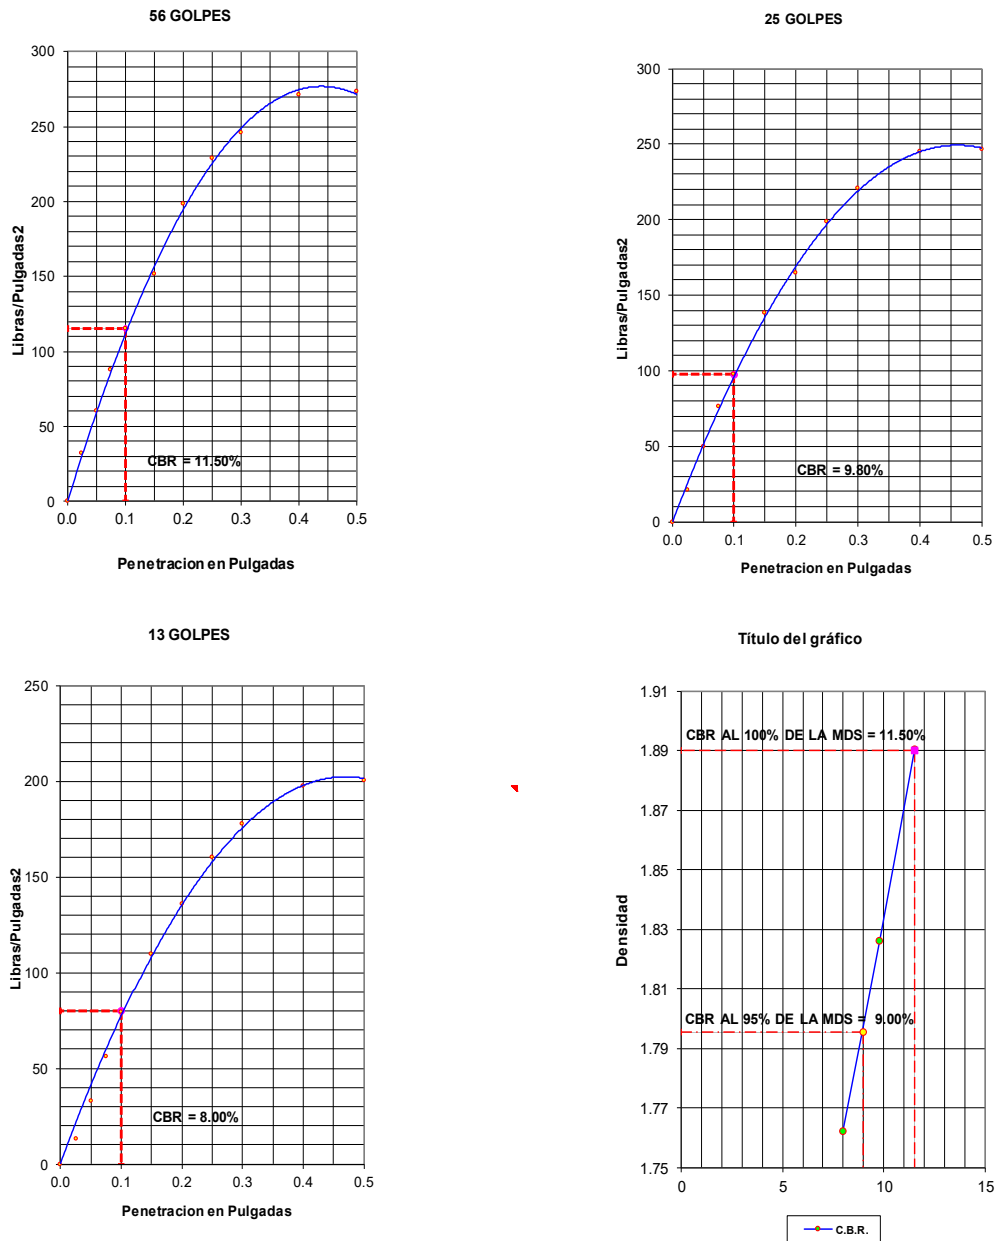 56 GOLPES
300
250
200
150
100
50
0
Libras/Pulgadas2
CBR = 11.50%
0.0 0.1 0.2 0.3 0.4 0.5
Penetracion en Pulgadas
25 GOLPES
300
250
200
150
100
50
0
Libras/Pulgadas2
CBR = 9.80%
0.0 0.1 0.2 0.3 0.4 0.5
Penetracion en Pulgadas
13 GOLPES
250
200
150
100
50
0
Libras/Pulgadas2
CBR = 8.00%
0.0 0.1 0.2 0.3 0.4 0.5
Penetracion en Pulgadas
Título del gráfico
1.91
1.89
1.87
1.85
1.83
1.81
1.79
1.77
1.75
Densidad
CBR AL 100% DE LA MDS = 11.50%
CBR AL 95% DE LA MDS = 9.00%
0 5 10 15
C.B.R.